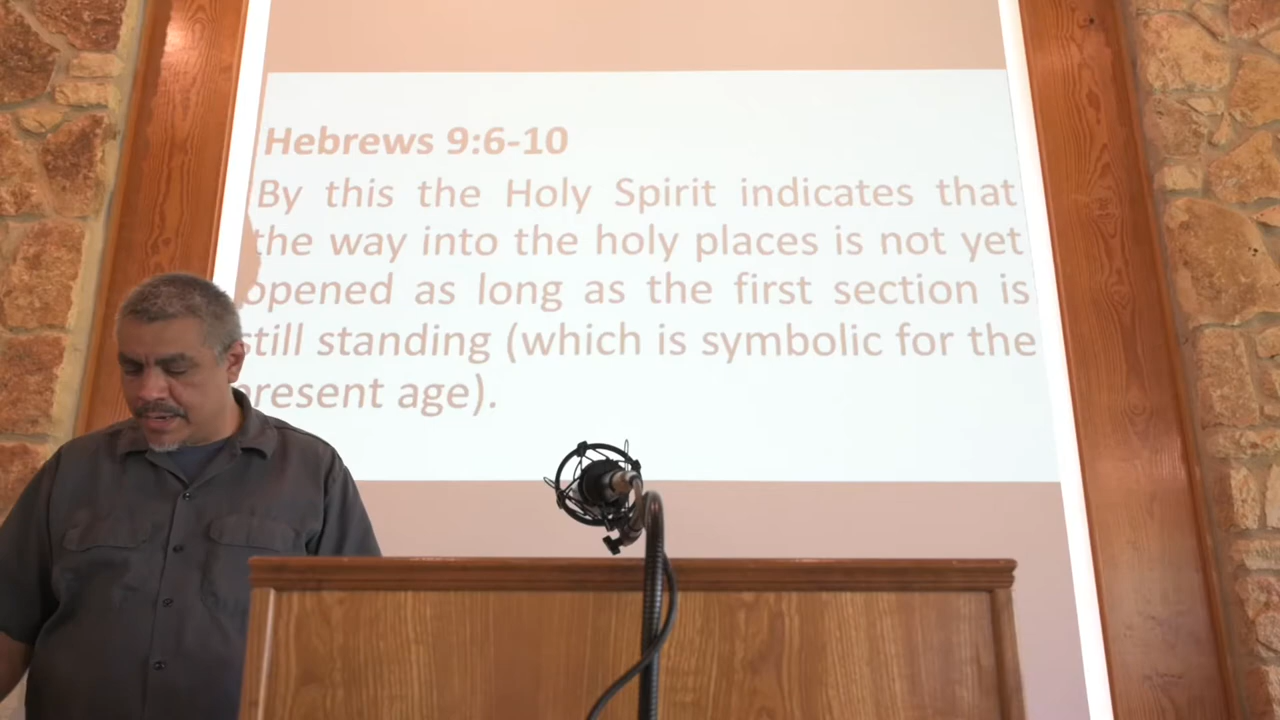 Hebrews 9:6-10
By this the Holy Spirit indicates that
the way into the holy places is not yet
opened as long as the first section is
still standing (which is symbolic for the
present age).